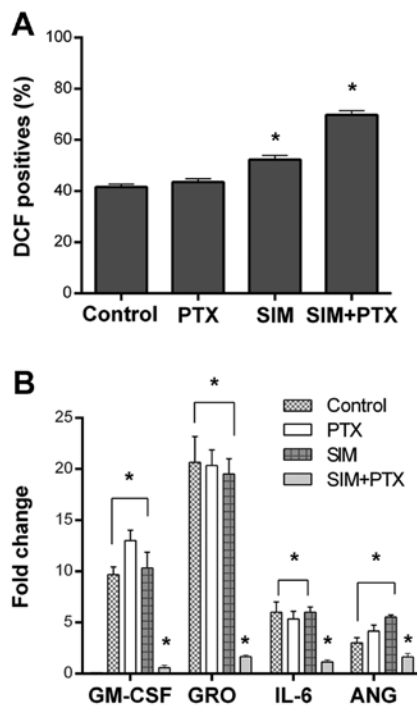 A
DCF positives (%)
100
80
60
40
20
0
*
*
Control PTX SIM SIM+PTX
B
Fold change
25
20
15
10
5
0
Control
PTX
SIM
SIM+PTX
*
*
*
*
*
*
*
*
GM-CSF GRO IL-6 ANG